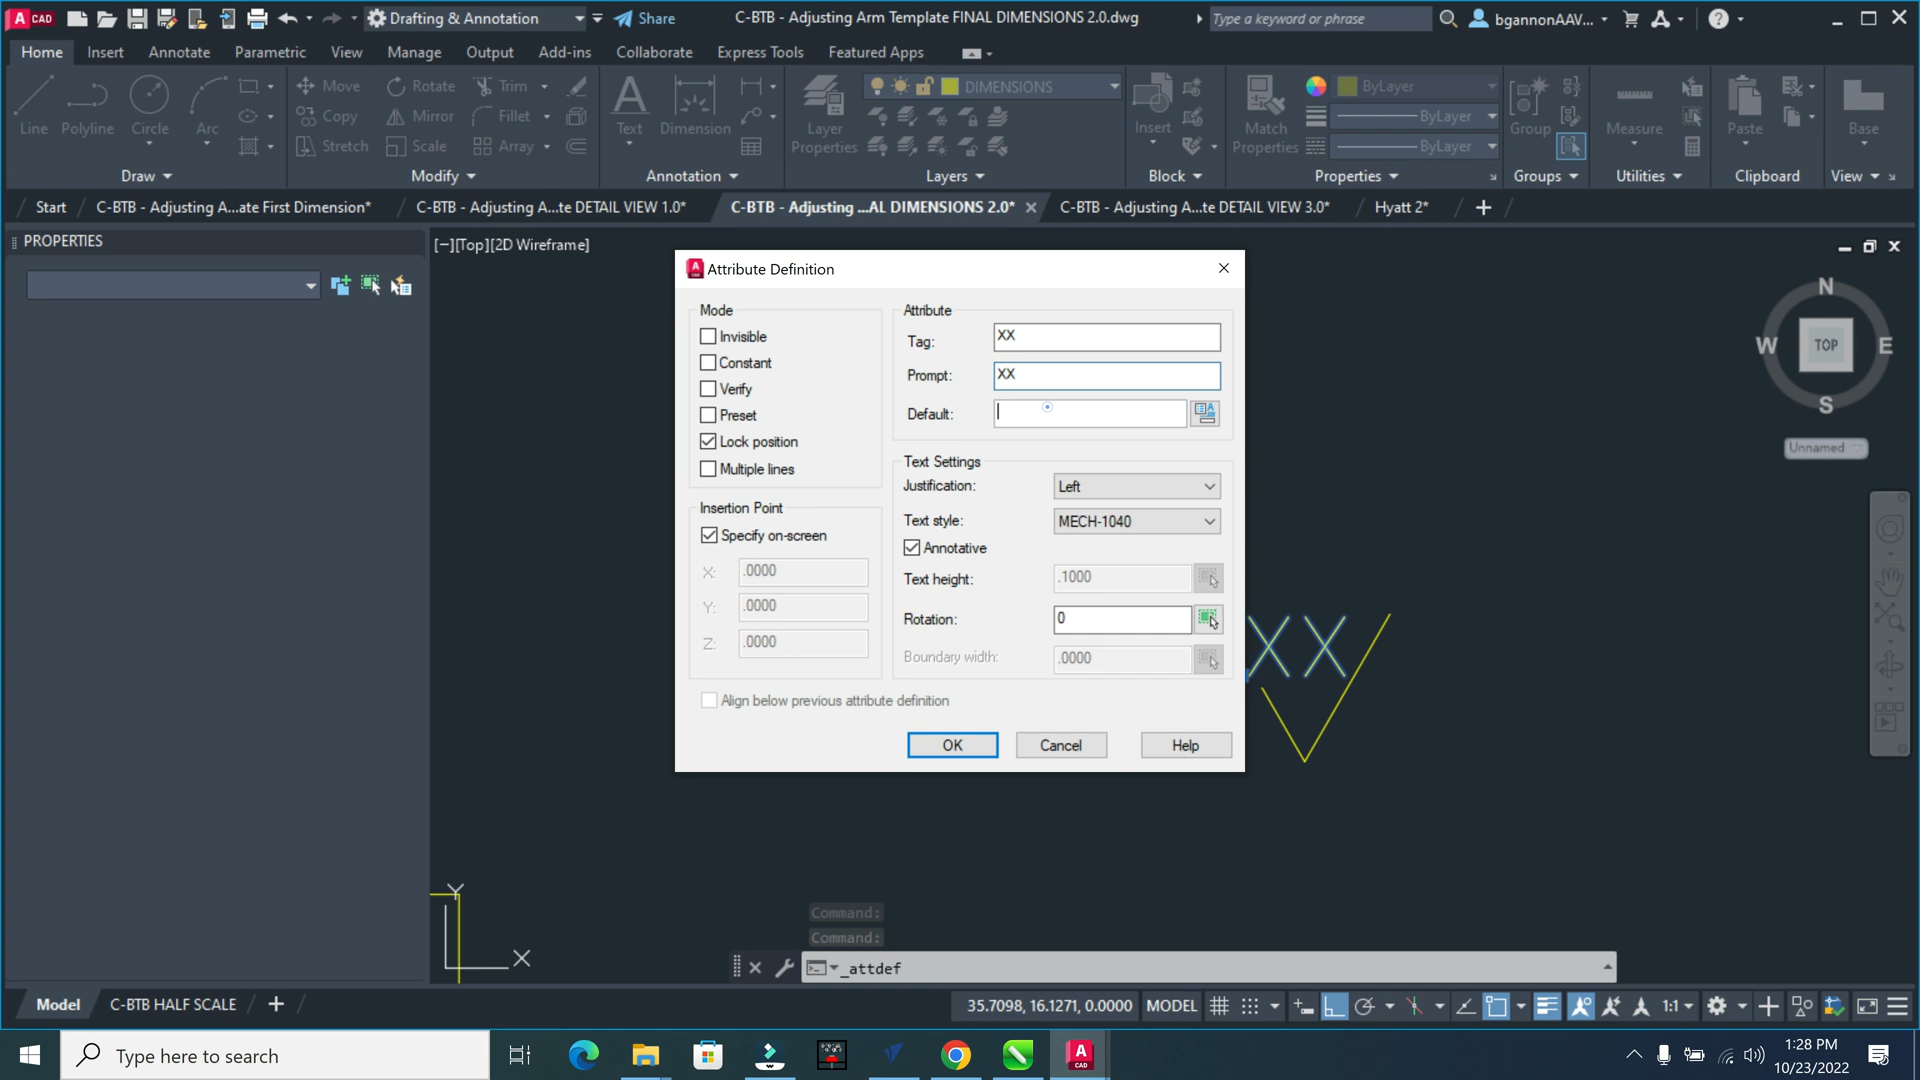 A CAD
Drafting & Annotation
Share
C-BTB - Adjusting Arm Template FINAL DIMENSIONS 2.0.dwg
Type a keyword or phrase
bgannonAAV...
Home Insert Annotate Parametric View Manage Output Add-ins Collaborate Express Tools Featured Apps
Line Polyline Circle Arc
Move Rotate Trim
Copy Mirror Fillet
Stretch Scale Array
Text Dimension
Layer Properties
DIMENSIONS
Insert
Match Properties
ByLayer
ByLayer
ByLayer
Group
Measure
Paste
Base
Draw Modify Annotation Layers Block Properties Groups Utilities Clipboard View
Start
C-BTB - Adjusting A...ate First Dimension*
C-BTB - Adjusting A...te DETAIL VIEW 1.0*
C-BTB - Adjusting ...AL DIMENSIONS 2.0*
C-BTB - Adjusting A...te DETAIL VIEW 3.0*
Hyatt 2*
PROPERTIES
[−][Top][2D Wireframe]
Attribute Definition
Mode
Invisible
Constant
Verify
Preset
Lock position
Multiple lines
Insertion Point
Specify on-screen
X: .0000
Y: .0000
Z: .0000
Align below previous attribute definition
Attribute
Tag: XX
Prompt: XX
Default:
Text Settings
Justification: Left
Text style: MECH-1040
Annotative
Text height: .1000
Rotation: 0
Boundary width: .0000
OK Cancel Help
N
W TOP E
S
Unnamed
XX
Y
X
Command:
Command:
_attdef
Model C-BTB HALF SCALE
35.7098, 16.1271, 0.0000 MODEL 1:1
Type here to search
A CAD
1:28 PM
10/23/2022